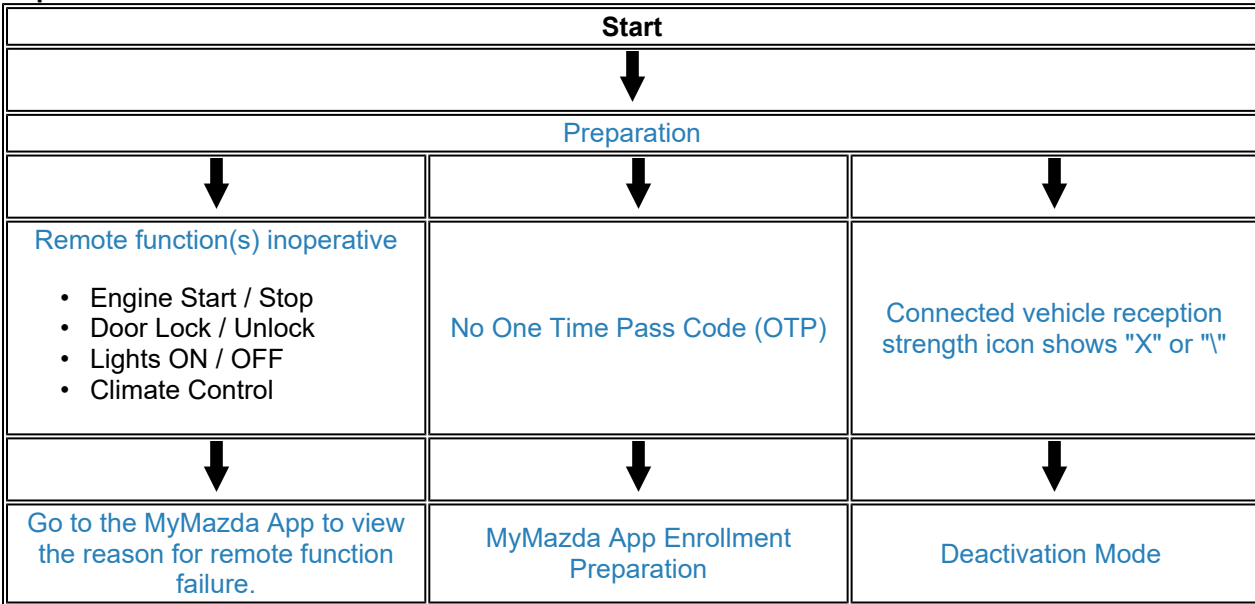 Start
Preparation
Remote function(s) inoperative
• Engine Start / Stop
• Door Lock / Unlock
• Lights ON / OFF
• Climate Control
No One Time Pass Code (OTP)
Connected vehicle reception
strength icon shows "X" or "\"
Go to the MyMazda App to view
the reason for remote function
failure.
MyMazda App Enrollment
Preparation
Deactivation Mode